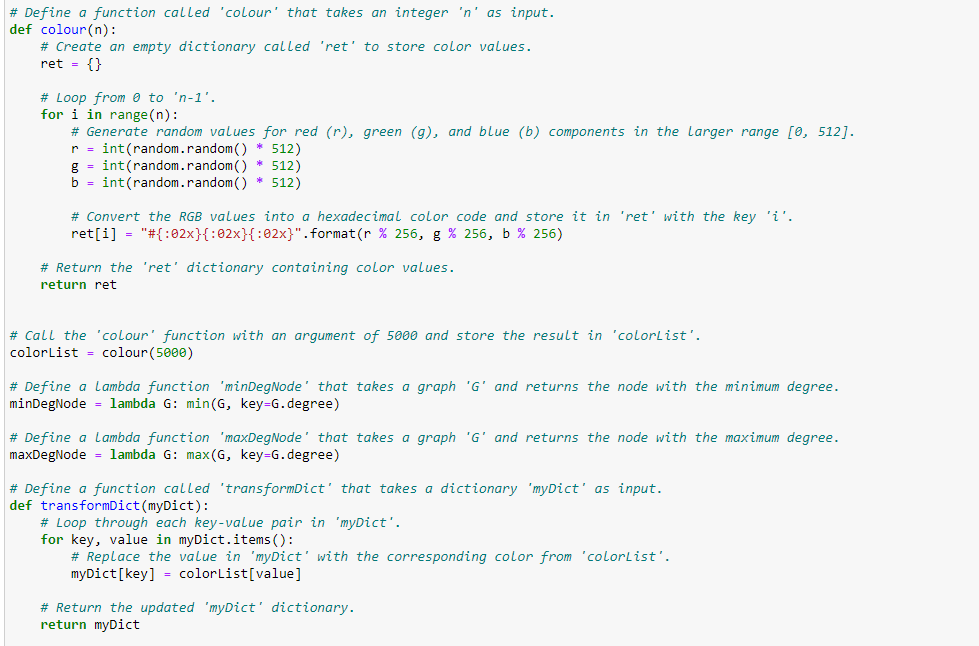 # Define a function called 'colour' that takes an integer 'n' as input.
def colour(n):
    # Create an empty dictionary called 'ret' to store color values.
    ret = {}

    # Loop from 0 to 'n-1'.
    for i in range(n):
        # Generate random values for red (r), green (g), and blue (b) components in the larger range [0, 512].
        r = int(random.random() * 512)
        g = int(random.random() * 512)
        b = int(random.random() * 512)

        # Convert the RGB values into a hexadecimal color code and store it in 'ret' with the key 'i'.
        ret[i] = "#{:02x}{:02x}{:02x}".format(r % 256, g % 256, b % 256)

    # Return the 'ret' dictionary containing color values.
    return ret


# Call the 'colour' function with an argument of 5000 and store the result in 'colorList'.
colorList = colour(5000)

# Define a lambda function 'minDegNode' that takes a graph 'G' and returns the node with the minimum degree.
minDegNode = lambda G: min(G, key=G.degree)

# Define a lambda function 'maxDegNode' that takes a graph 'G' and returns the node with the maximum degree.
maxDegNode = lambda G: max(G, key=G.degree)

# Define a function called 'transformDict' that takes a dictionary 'myDict' as input.
def transformDict(myDict):
    # Loop through each key-value pair in 'myDict'.
    for key, value in myDict.items():
        # Replace the value in 'myDict' with the corresponding color from 'colorList'.
        myDict[key] = colorList[value]

    # Return the updated 'myDict' dictionary.
    return myDict